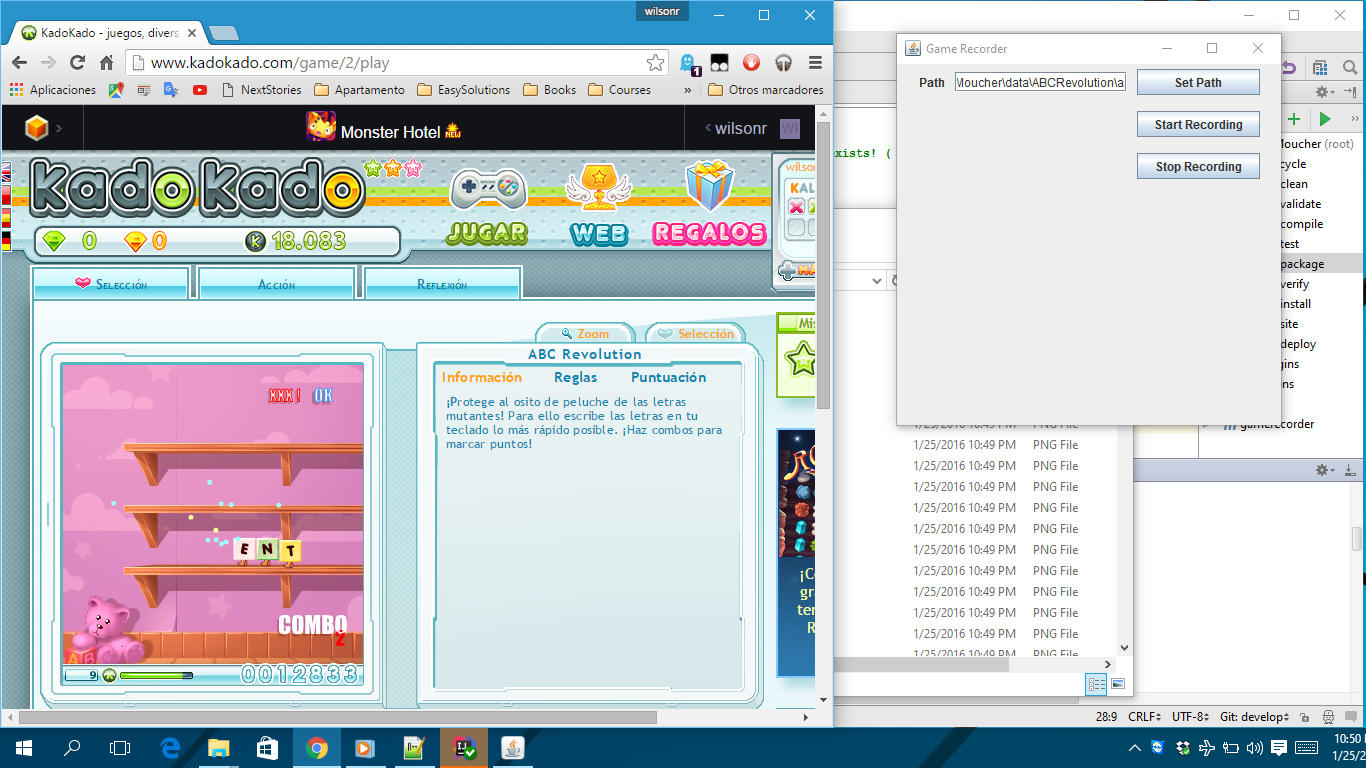 wilsonr
KadoKado - juegos, divers
www.kadokado.com/game/2/play
1
Aplicaciones
NextStories
Apartamento
EasySolutions
Books
Courses
»
Otros marcadores
Monster Hotel NEW
wilsonr
WI
KadoKado
JUGAR
WEB
REGALOS
wilson
KAL
0
0
K 18.083
Selección
Acción
Reflexión
Zoom
Selección
ABC Revolution
Información
Reglas
Puntuación
¡Protege al osito de peluche de las letras
mutantes! Para ello escribe las letras en tu
teclado lo más rápido posible. ¡Haz combos para
marcar puntos!
XXX! OK
E N T
COMBO
2
A B
9
0012833
Mis
¡Co
gra
ten
R
Game Recorder
Path
Moucher\data\ABCRevolution\a
Set Path
Start Recording
Stop Recording
xists! (
Moucher (root)
cycle
clean
validate
compile
test
package
verify
install
site
deploy
gins
ns
gamerecorder
1/25/2016 10:49 PM PNG File
1/25/2016 10:49 PM PNG File
1/25/2016 10:49 PM PNG File
1/25/2016 10:49 PM PNG File
1/25/2016 10:49 PM PNG File
1/25/2016 10:49 PM PNG File
1/25/2016 10:49 PM PNG File
1/25/2016 10:49 PM PNG File
1/25/2016 10:49 PM PNG File
1/25/2016 10:49 PM PNG File
1/25/2016 10:49 PM PNG File
1/25/2016 10:49 PM PNG File
28:9 CRLF UTF-8 Git: develop
10:50
1/25/2